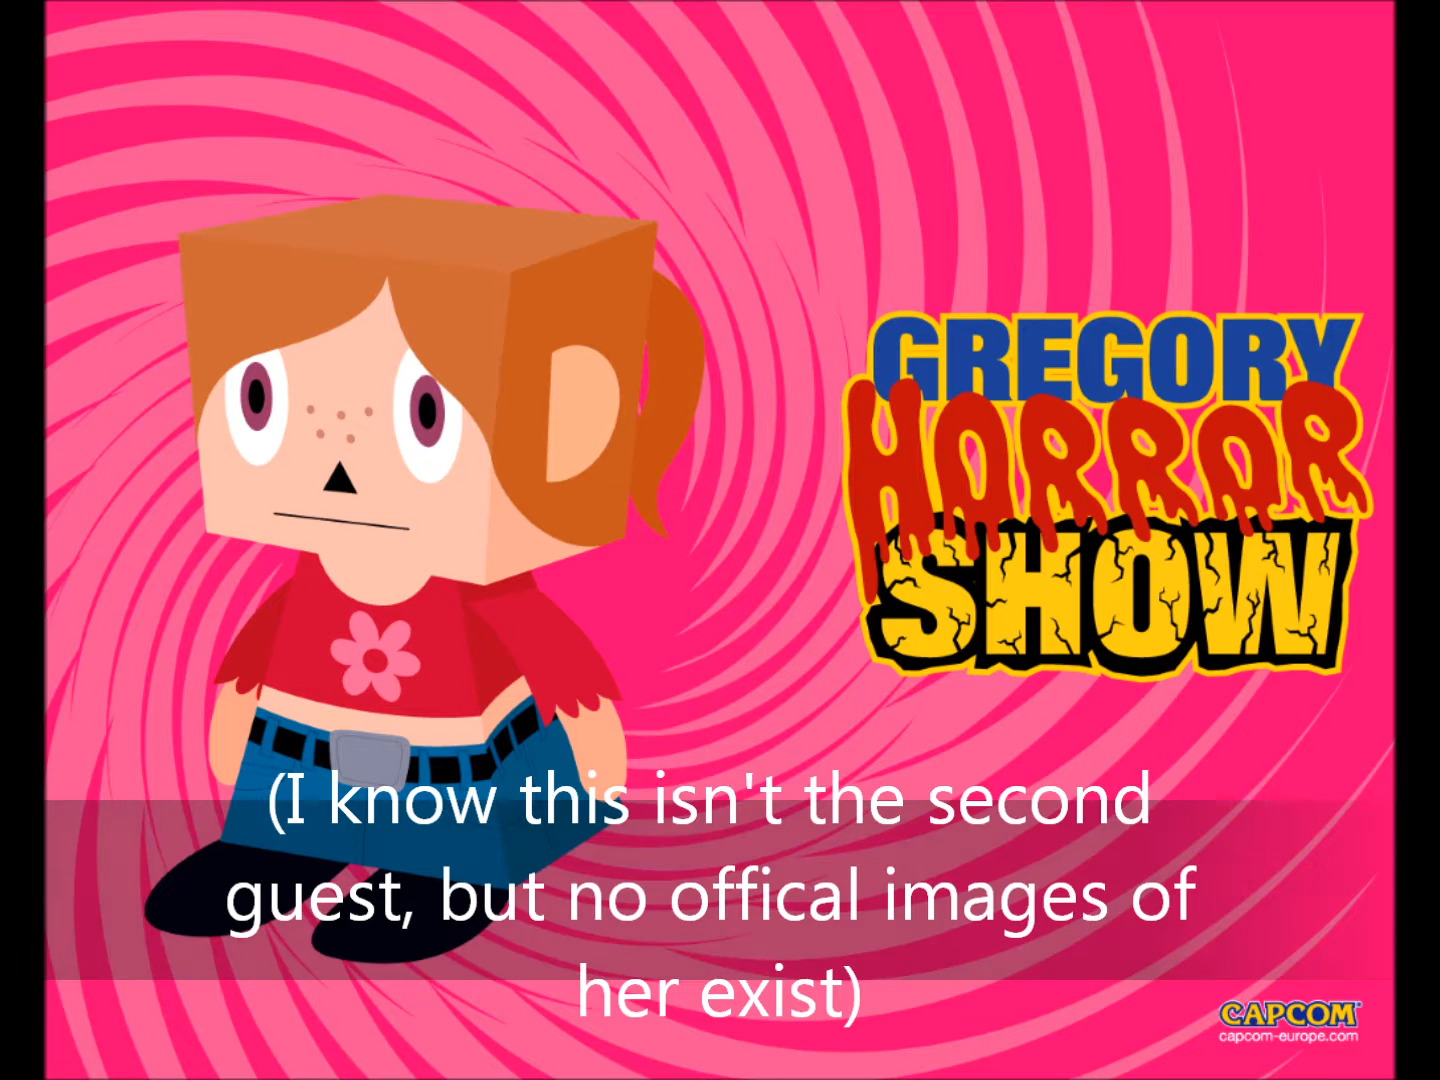 GREGORY
HORROR
SHOW
(I know this isn't the second
guest, but no offical images of
her exist)
CAPCOM
capcom-europe.com